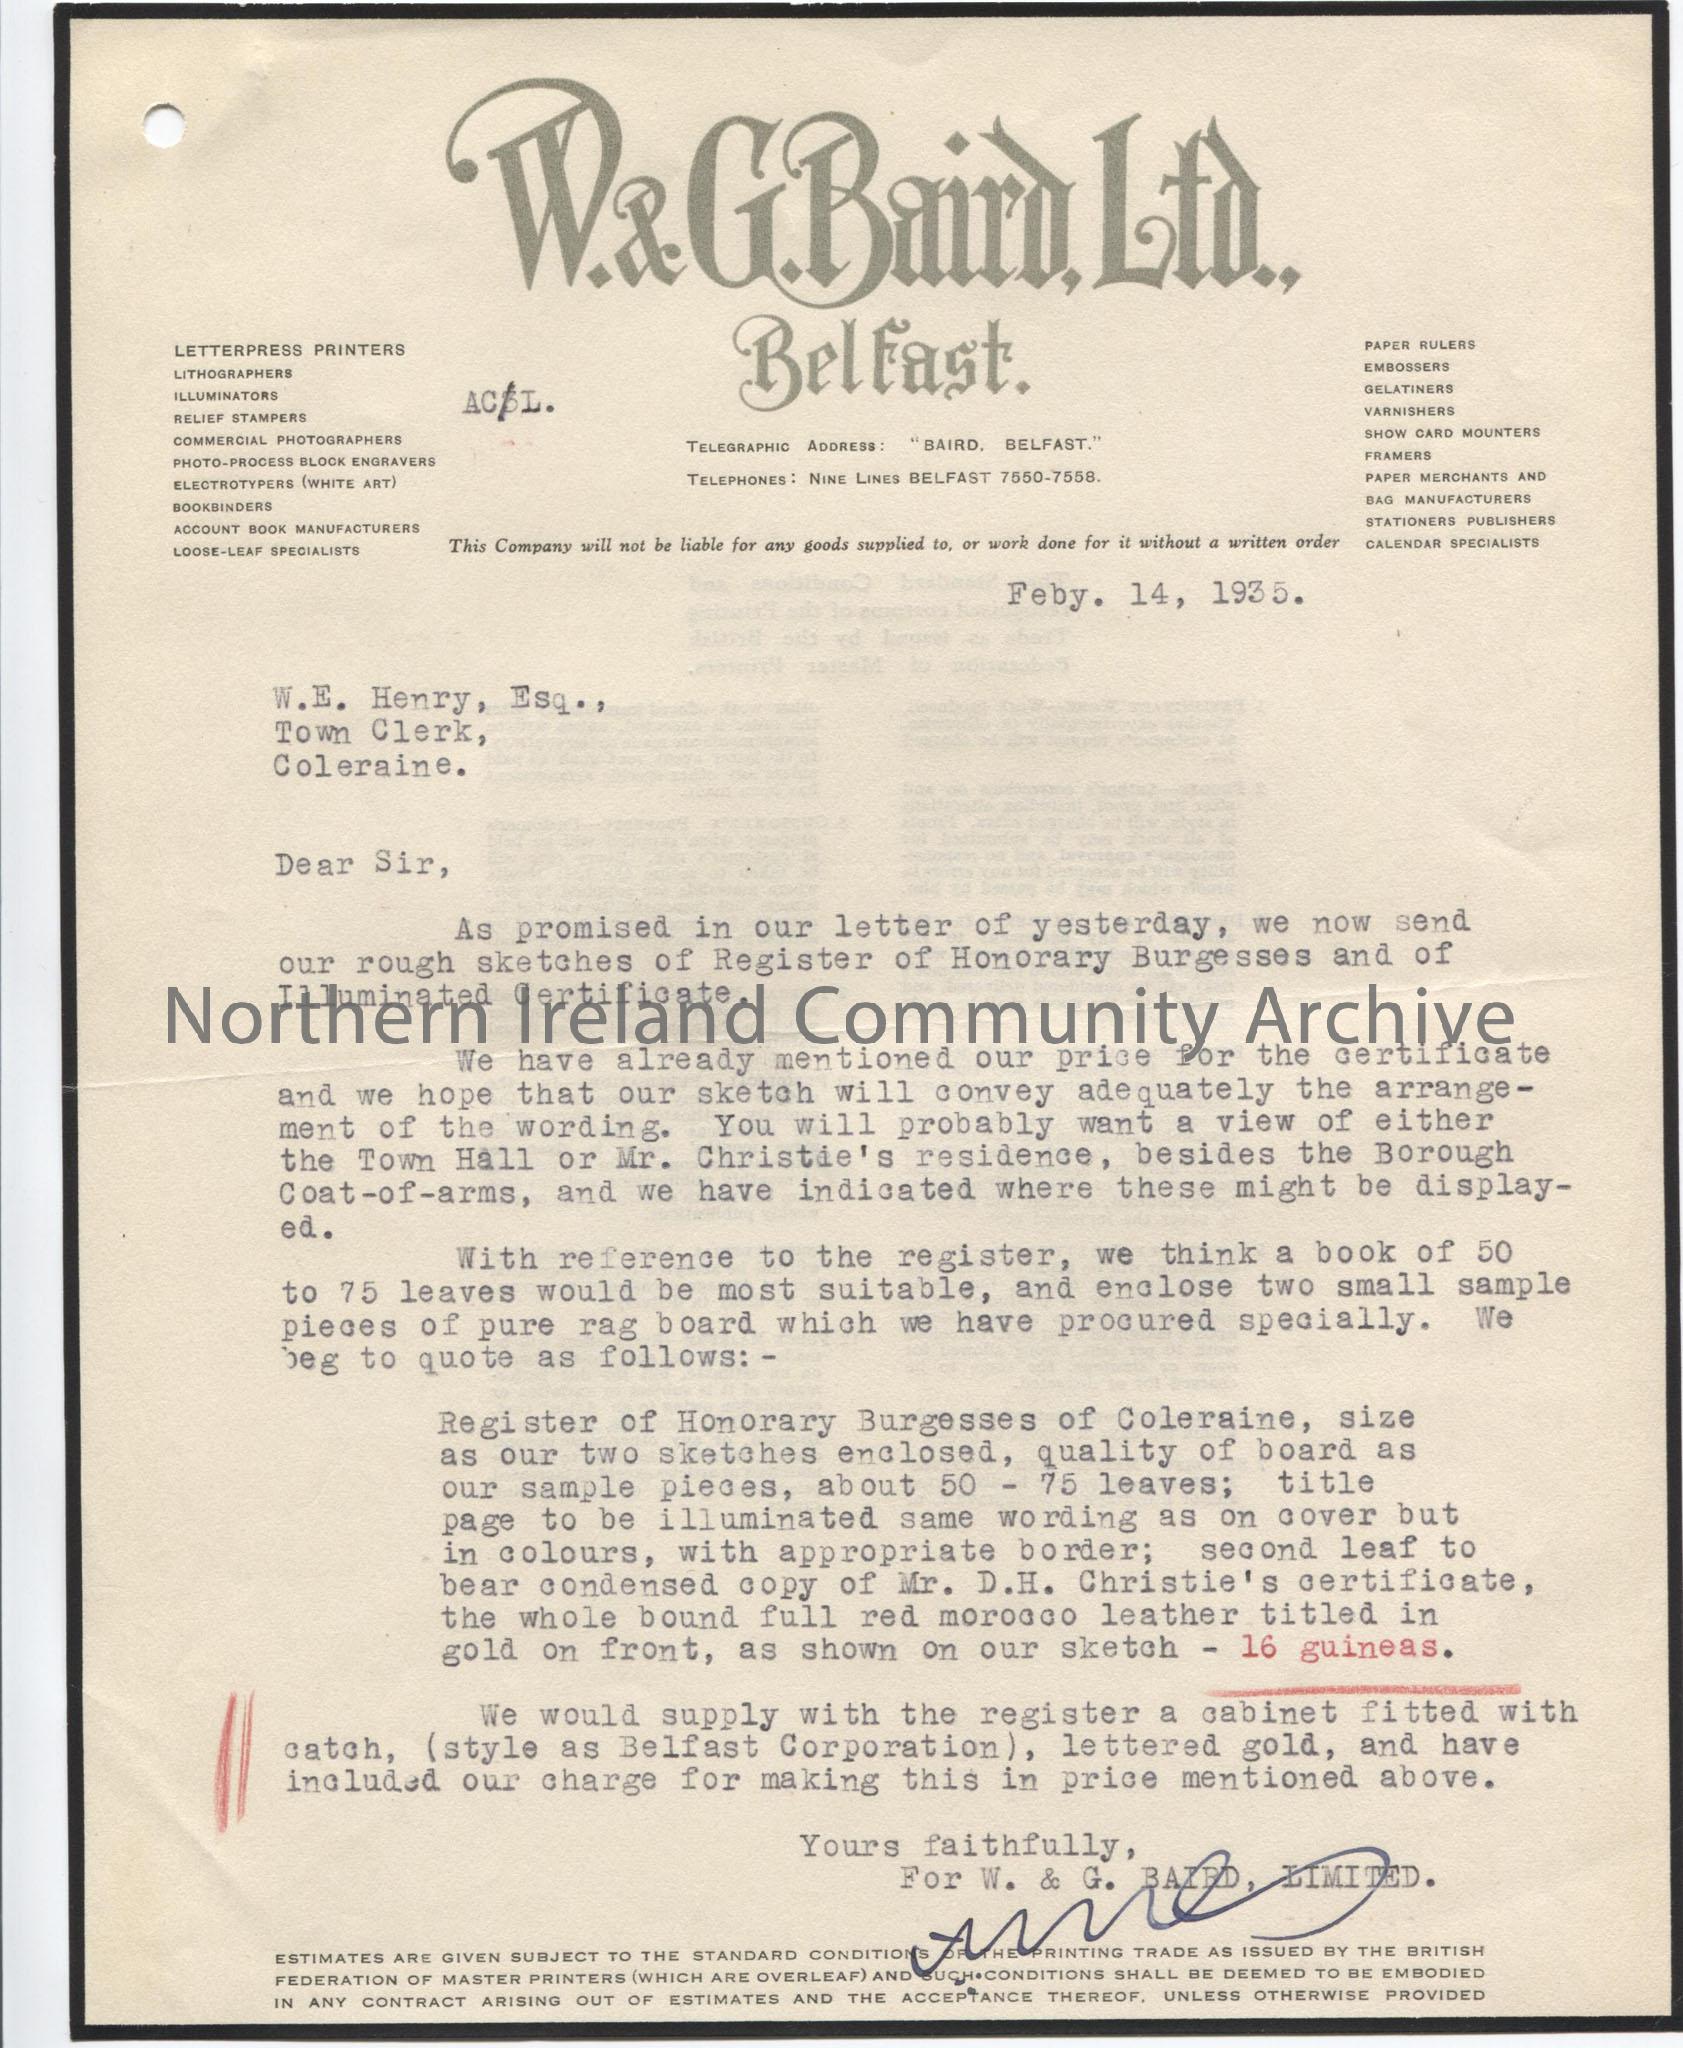 W. & G. Baird, Ltd.,
Belfast.
LETTERPRESS PRINTERS
LITHOGRAPHERS
ILLUMINATORS
RELIEF STAMPERS
COMMERCIAL PHOTOGRAPHERS
PHOTO-PROCESS BLOCK ENGRAVERS
ELECTROTYPERS (WHITE ART)
BOOKBINDERS
ACCOUNT BOOK MANUFACTURERS
LOOSE-LEAF SPECIALISTS
TELEGRAPHIC ADDRESS: "BAIRD, BELFAST."
TELEPHONES: NINE LINES BELFAST 7550-7558.
PAPER RULERS
EMBOSSERS
GELATINERS
VARNISHERS
SHOW CARD MOUNTERS
FRAMERS
PAPER MERCHANTS AND
BAG MANUFACTURERS
STATIONERS PUBLISHERS
CALENDAR SPECIALISTS
This Company will not be liable for any goods supplied to, or work done for it without a written order
Feby. 14, 1935.
W.E. Henry, Esq.,
Town Clerk,
Coleraine.
Dear Sir,
As promised in our letter of yesterday, we now send
our rough sketches of Register of Honorary Burgesses and of
Illuminated Certificate.
Northern Ireland Community Archive
We have already mentioned our price for the certificate
and we hope that our sketch will convey adequately the arrange-
ment of the wording. You will probably want a view of either
the Town Hall or Mr. Christie's residence, besides the Borough
Coat-of-arms, and we have indicated where these might be display-
ed.
With reference to the register, we think a book of 50
to 75 leaves would be most suitable, and enclose two small sample
pieces of pure rag board which we have procured specially. We
beg to quote as follows:-
Register of Honorary Burgesses of Coleraine, size
as our two sketches enclosed, quality of board as
our sample pieces, about 50 - 75 leaves; title
page to be illuminated same wording as on cover but
in colours, with appropriate border; second leaf to
bear condensed copy of Mr. D.H. Christie's certificate,
the whole bound full red morocco leather titled in
gold on front, as shown on our sketch - 16 guineas.
We would supply with the register a cabinet fitted with
catch, (style as Belfast Corporation), lettered gold, and have
included our charge for making this in price mentioned above.
Yours faithfully,
For W. & G. BAIRD, LIMITED.
ESTIMATES ARE GIVEN SUBJECT TO THE STANDARD CONDITIONS OF THE PRINTING TRADE AS ISSUED BY THE BRITISH
FEDERATION OF MASTER PRINTERS (WHICH ARE OVERLEAF) AND SUCH CONDITIONS SHALL BE DEEMED TO BE EMBODIED
IN ANY CONTRACT ARISING OUT OF ESTIMATES AND THE ACCEPTANCE THEREOF, UNLESS OTHERWISE PROVIDED